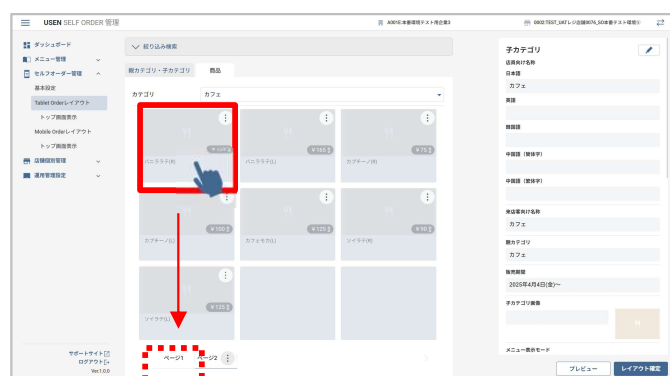 USEN SELF ORDER 管理
A001E:本番環境テスト用企業3
0002:TEST_UATレジ店舗0076_SO本番テスト環境①
ダッシュボード
メニュー管理
セルフオーダー管理
基本設定
Tablet Orderレイアウト
トップ画面表示
Mobile Orderレイアウト
トップ画面表示
店舗個別管理
運用管理設定
サポートサイト
ログアウト
Ver.1.0.0
絞り込み検索
親カテゴリ・子カテゴリ
商品
カテゴリ
カフェ
バニララテ(R)
バニララテ(L)
¥165
カプチーノ(R)
¥75
カプチーノ(L)
¥100
カフェモカ(L)
¥125
ソイラテ(R)
¥90
ソイラテ(L)
¥125
ページ1
ページ2
子カテゴリ
店員向け名称
日本語
カフェ
英語
韓国語
中国語（簡体字）
中国語（繁体字）
来店客向け名称
カフェ
親カテゴリ
カフェ
販売期間
2025年4月4日(金)～
子カテゴリ画像
メニュー表示モード
プレビュー
レイアウト確定